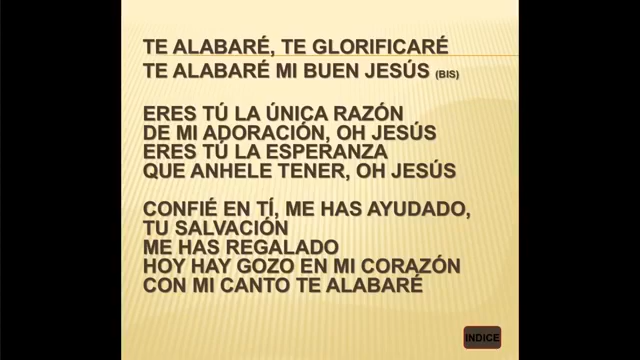 TE ALABARÉ, TE GLORIFICARÉ
TE ALABARÉ MI BUEN JESÚS (BIS)
ERES TÚ LA ÚNICA RAZÓN
DE MI ADORACIÓN, OH JESÚS
ERES TÚ LA ESPERANZA
QUE ANHELE TENER, OH JESÚS
CONFIÉ EN TÍ, ME HAS AYUDADO,
TU SALVACIÓN
ME HAS REGALADO
HOY HAY GOZO EN MI CORAZÓN
CON MI CANTO TE ALABARÉ
INDICE